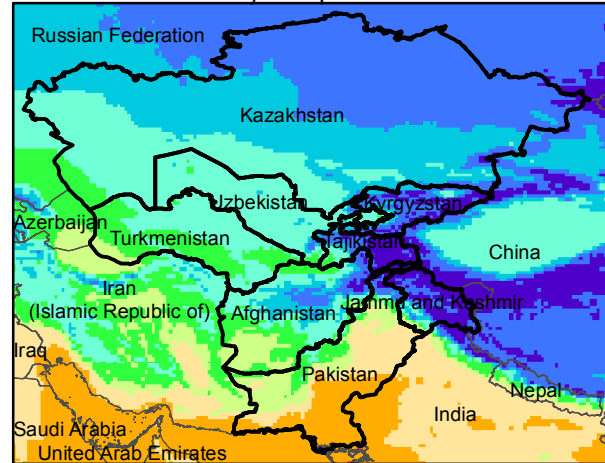 Russian Federation
Kazakhstan
Uzbekistan
Kyrgyzstan
Azerbaijan
Turkmenistan
Tajikistan
China
Iran
(Islamic Republic of)
Afghanistan
Jammu and Kashmir
Iraq
Pakistan
Nepal
India
Saudi Arabia
United Arab Emirates